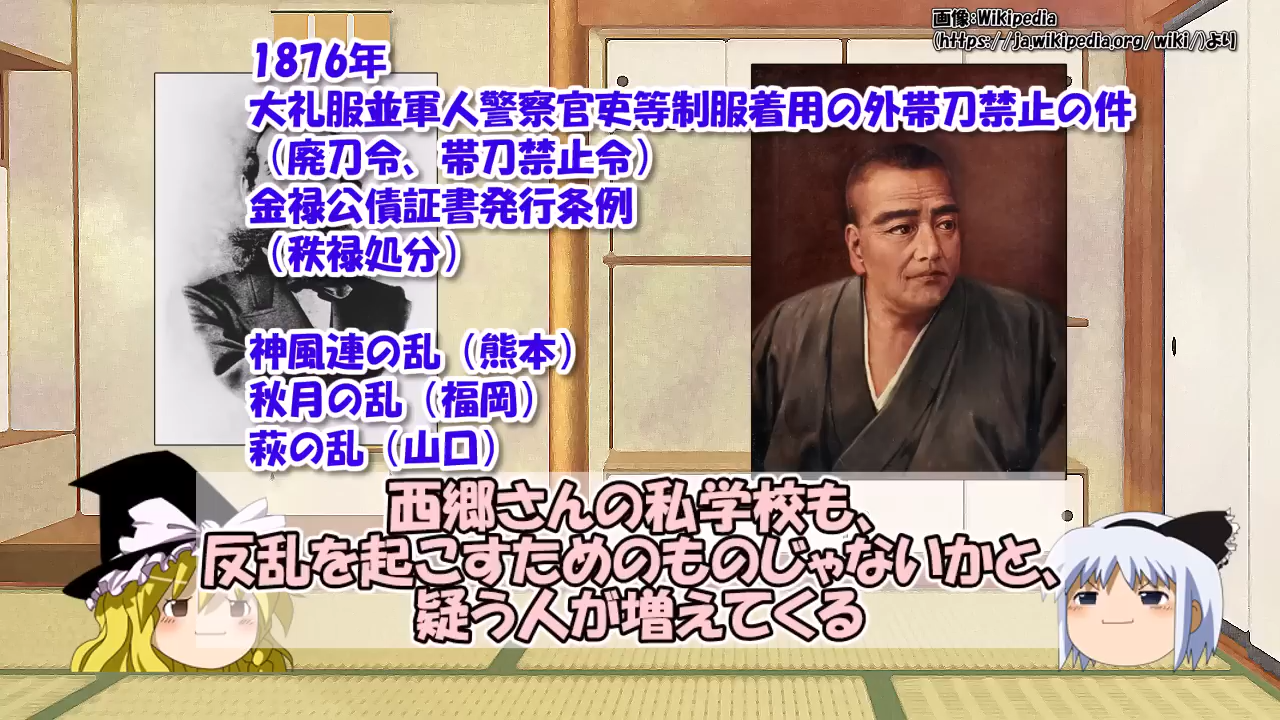 画像:Wikipedia
(https://ja.wikipedia.org/wiki/)より
1876年
大礼服並軍人警察官吏等制服着用の外帯刀禁止の件
（廃刀令、帯刀禁止令）
金禄公債証書発行条例
（秩禄処分）
神風連の乱（熊本）
秋月の乱（福岡）
萩の乱（山口）
西郷さんの私学校も、
反乱を起こすためのものじゃないかと、
疑う人が増えてくる